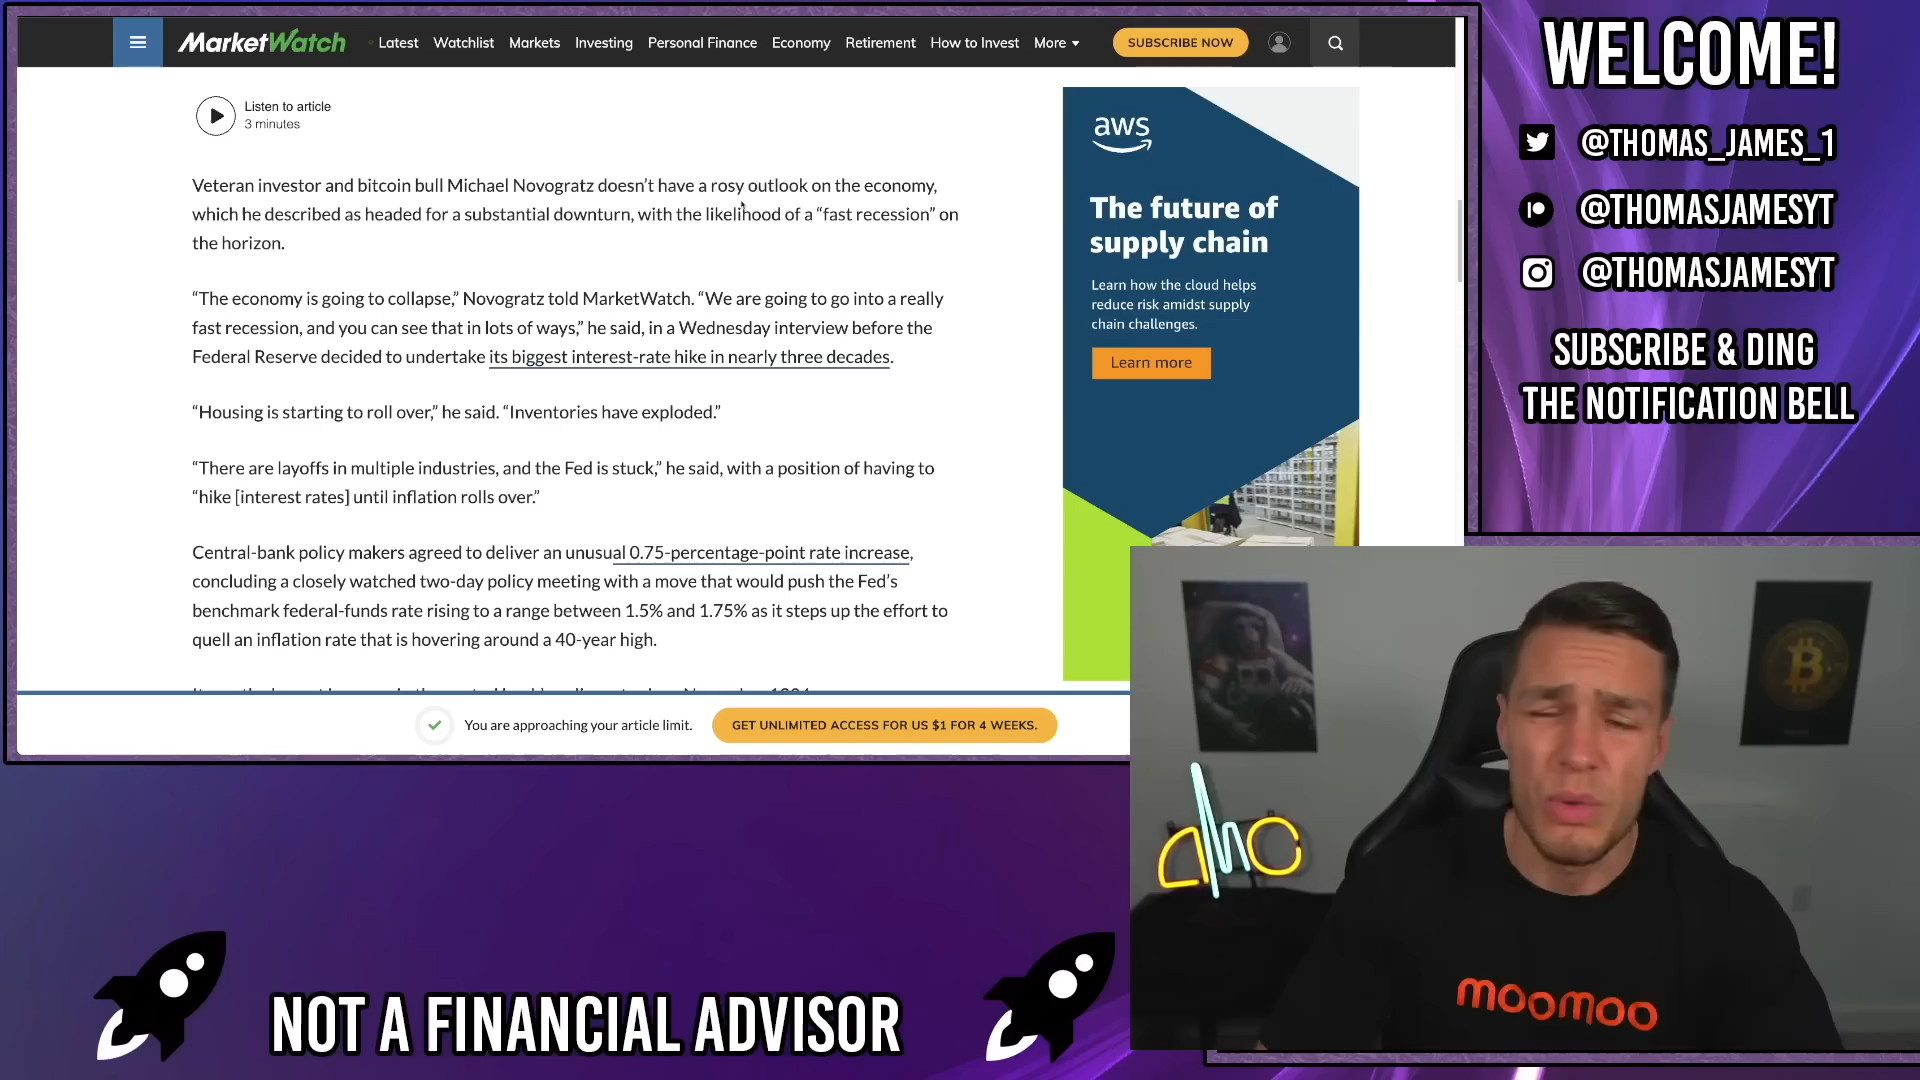 MarketWatch
Latest
Watchlist
Markets
Investing
Personal Finance
Economy
Retirement
How to Invest
More
SUBSCRIBE NOW
Listen to article
3 minutes
Veteran investor and bitcoin bull Michael Novogratz doesn’t have a rosy outlook on the economy,
which he described as headed for a substantial downturn, with the likelihood of a “fast recession” on
the horizon.
“The economy is going to collapse,” Novogratz told MarketWatch. “We are going to go into a really
fast recession, and you can see that in lots of ways,” he said, in a Wednesday interview before the
Federal Reserve decided to undertake its biggest interest-rate hike in nearly three decades.
“Housing is starting to roll over,” he said. “Inventories have exploded.”
“There are layoffs in multiple industries, and the Fed is stuck,” he said, with a position of having to
“hike [interest rates] until inflation rolls over.”
Central-bank policy makers agreed to deliver an unusual 0.75-percentage-point rate increase,
concluding a closely watched two-day policy meeting with a move that would push the Fed’s
benchmark federal-funds rate rising to a range between 1.5% and 1.75% as it steps up the effort to
quell an inflation rate that is hovering around a 40-year high.
You are approaching your article limit.
GET UNLIMITED ACCESS FOR US $1 FOR 4 WEEKS.
aws
The future of
supply chain
Learn how the cloud helps
reduce risk amidst supply
chain challenges.
Learn more
WELCOME!
@THOMAS_JAMES_1
@THOMASJAMESYT
@THOMASJAMESYT
SUBSCRIBE & DING
THE NOTIFICATION BELL
moomoo
NOT A FINANCIAL ADVISOR